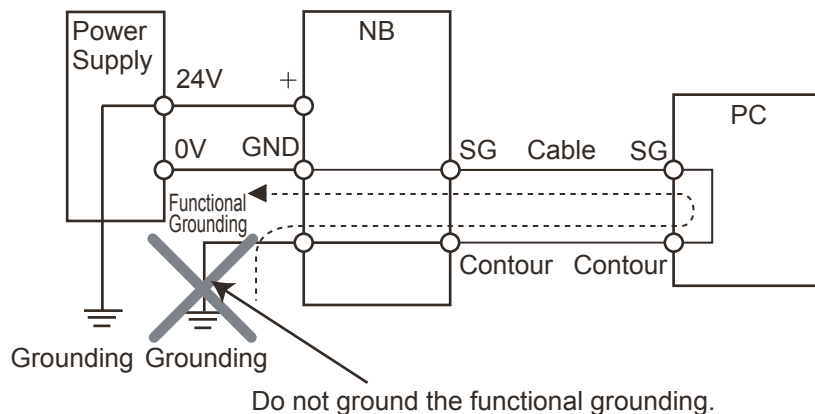 Power
Supply
NB
PC
24V
+
0V
GND
SG
Cable
SG
Functional
Grounding
Contour
Contour
Grounding
Grounding
Do not ground the functional grounding.